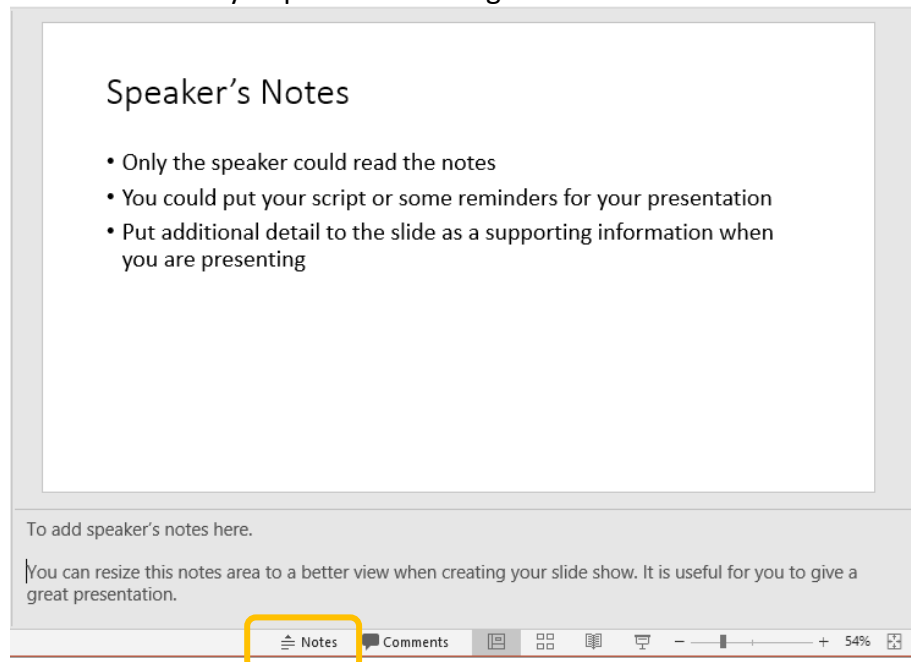 Speaker’s Notes
• Only the speaker could read the notes
• You could put your script or some reminders for your presentation
• Put additional detail to the slide as a supporting information when
you are presenting
To add speaker’s notes here.
You can resize this notes area to a better view when creating your slide show. It is useful for you to give a
great presentation.
Notes Comments 54%